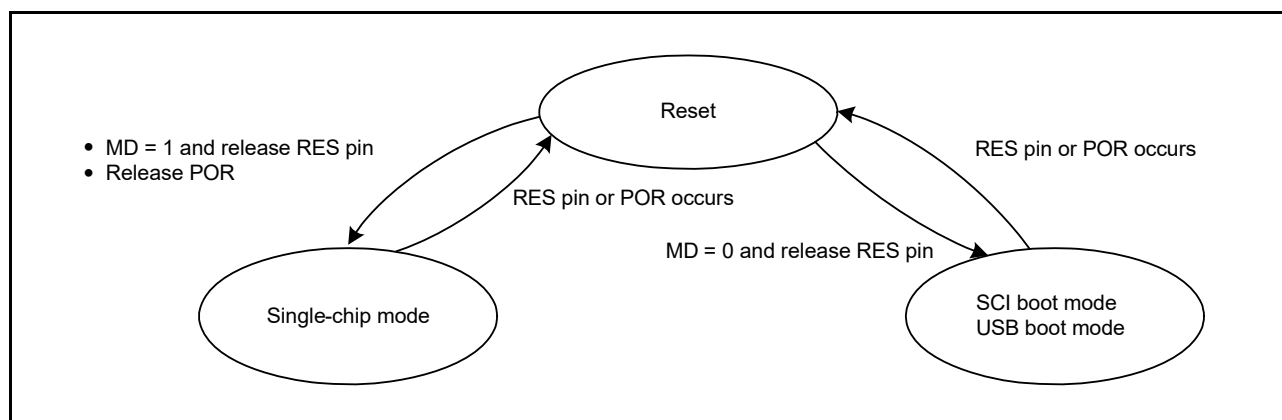 Reset
• MD = 1 and release RES pin
• Release POR
RES pin or POR occurs
RES pin or POR occurs
MD = 0 and release RES pin
Single-chip mode
SCI boot mode
USB boot mode